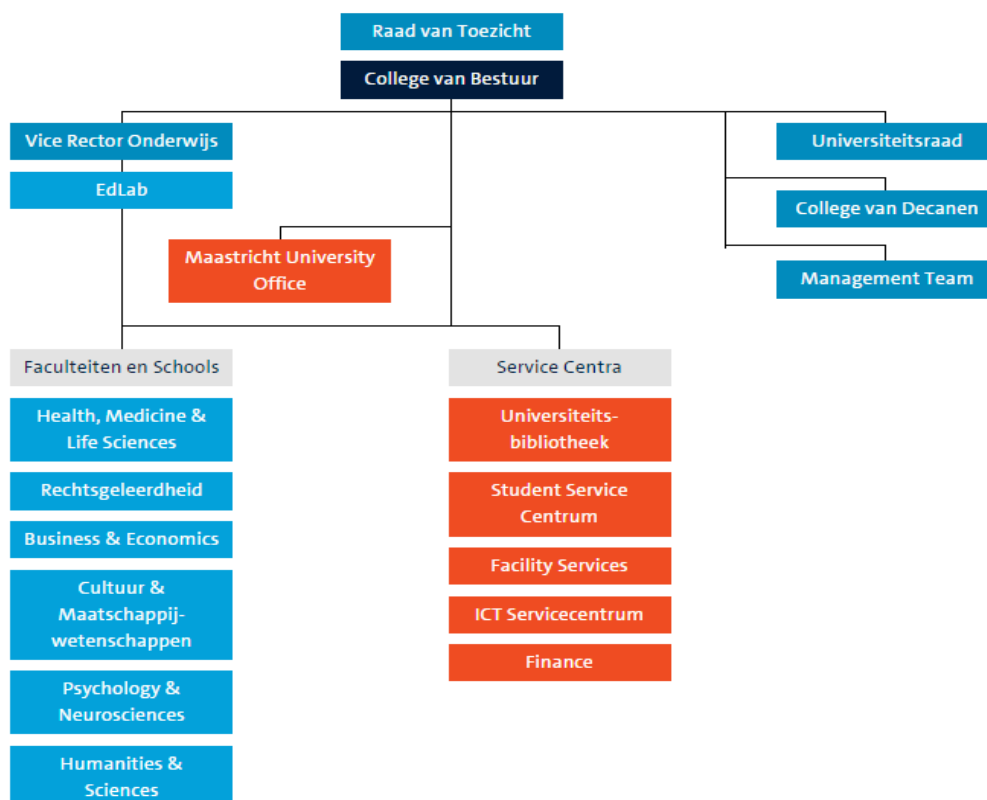 Raad van Toezicht
College van Bestuur
Vice Rector Onderwijs
Universiteitsraad
EdLab
College van Decanen
Maastricht University
Office
Management Team
Faculteiten en Schools
Health, Medicine &
Life Sciences
Rechtsgeleerdheid
Business & Economics
Cultuur &
Maatschappij-
wetenschappen
Psychology &
Neurosciences
Humanities &
Sciences
Service Centra
Universiteits-
bibliotheek
Student Service
Centrum
Facility Services
ICT Servicecentrum
Finance